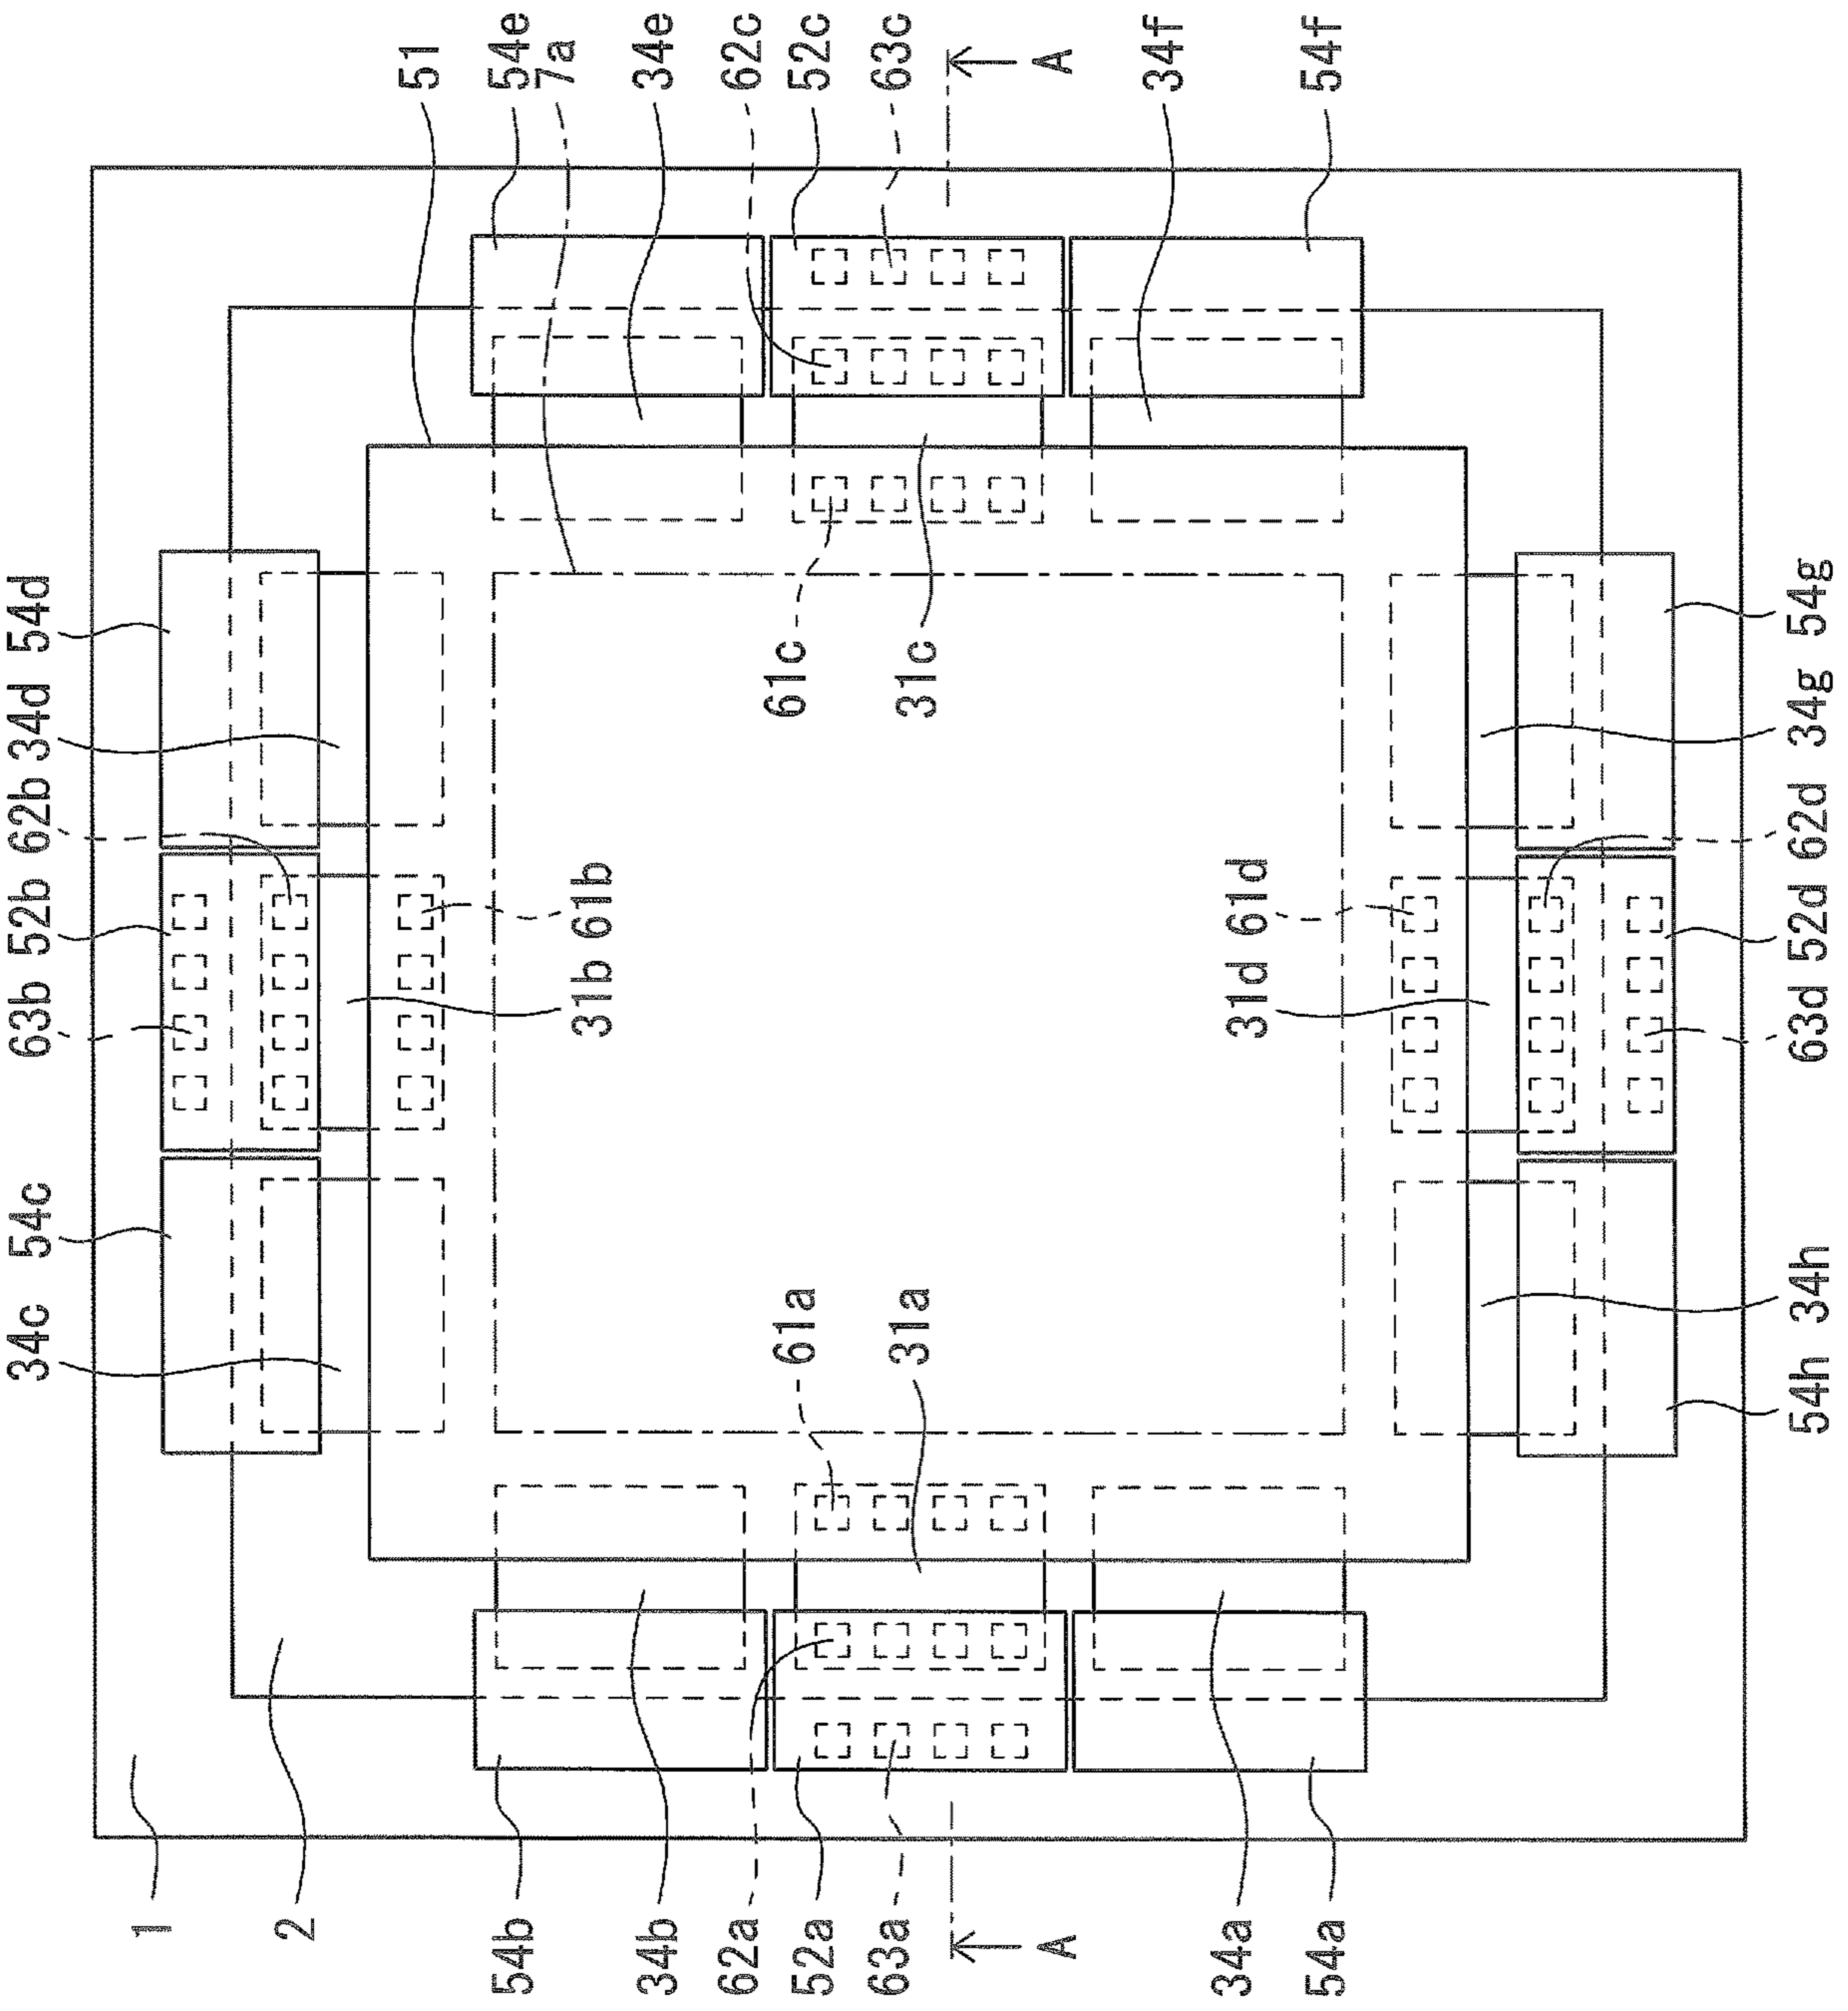 34c 54c 63b 52b 62b 34d 54d
1
2
51
54b 54e
7a
31b 61b
34b 34e
62a 62c
61a 61c
52a 52c
63a 63c
31a 31c
A A
34a 34f
31d 61d
54a 54f
54h 34h 63d 52d 62d 34g 54g